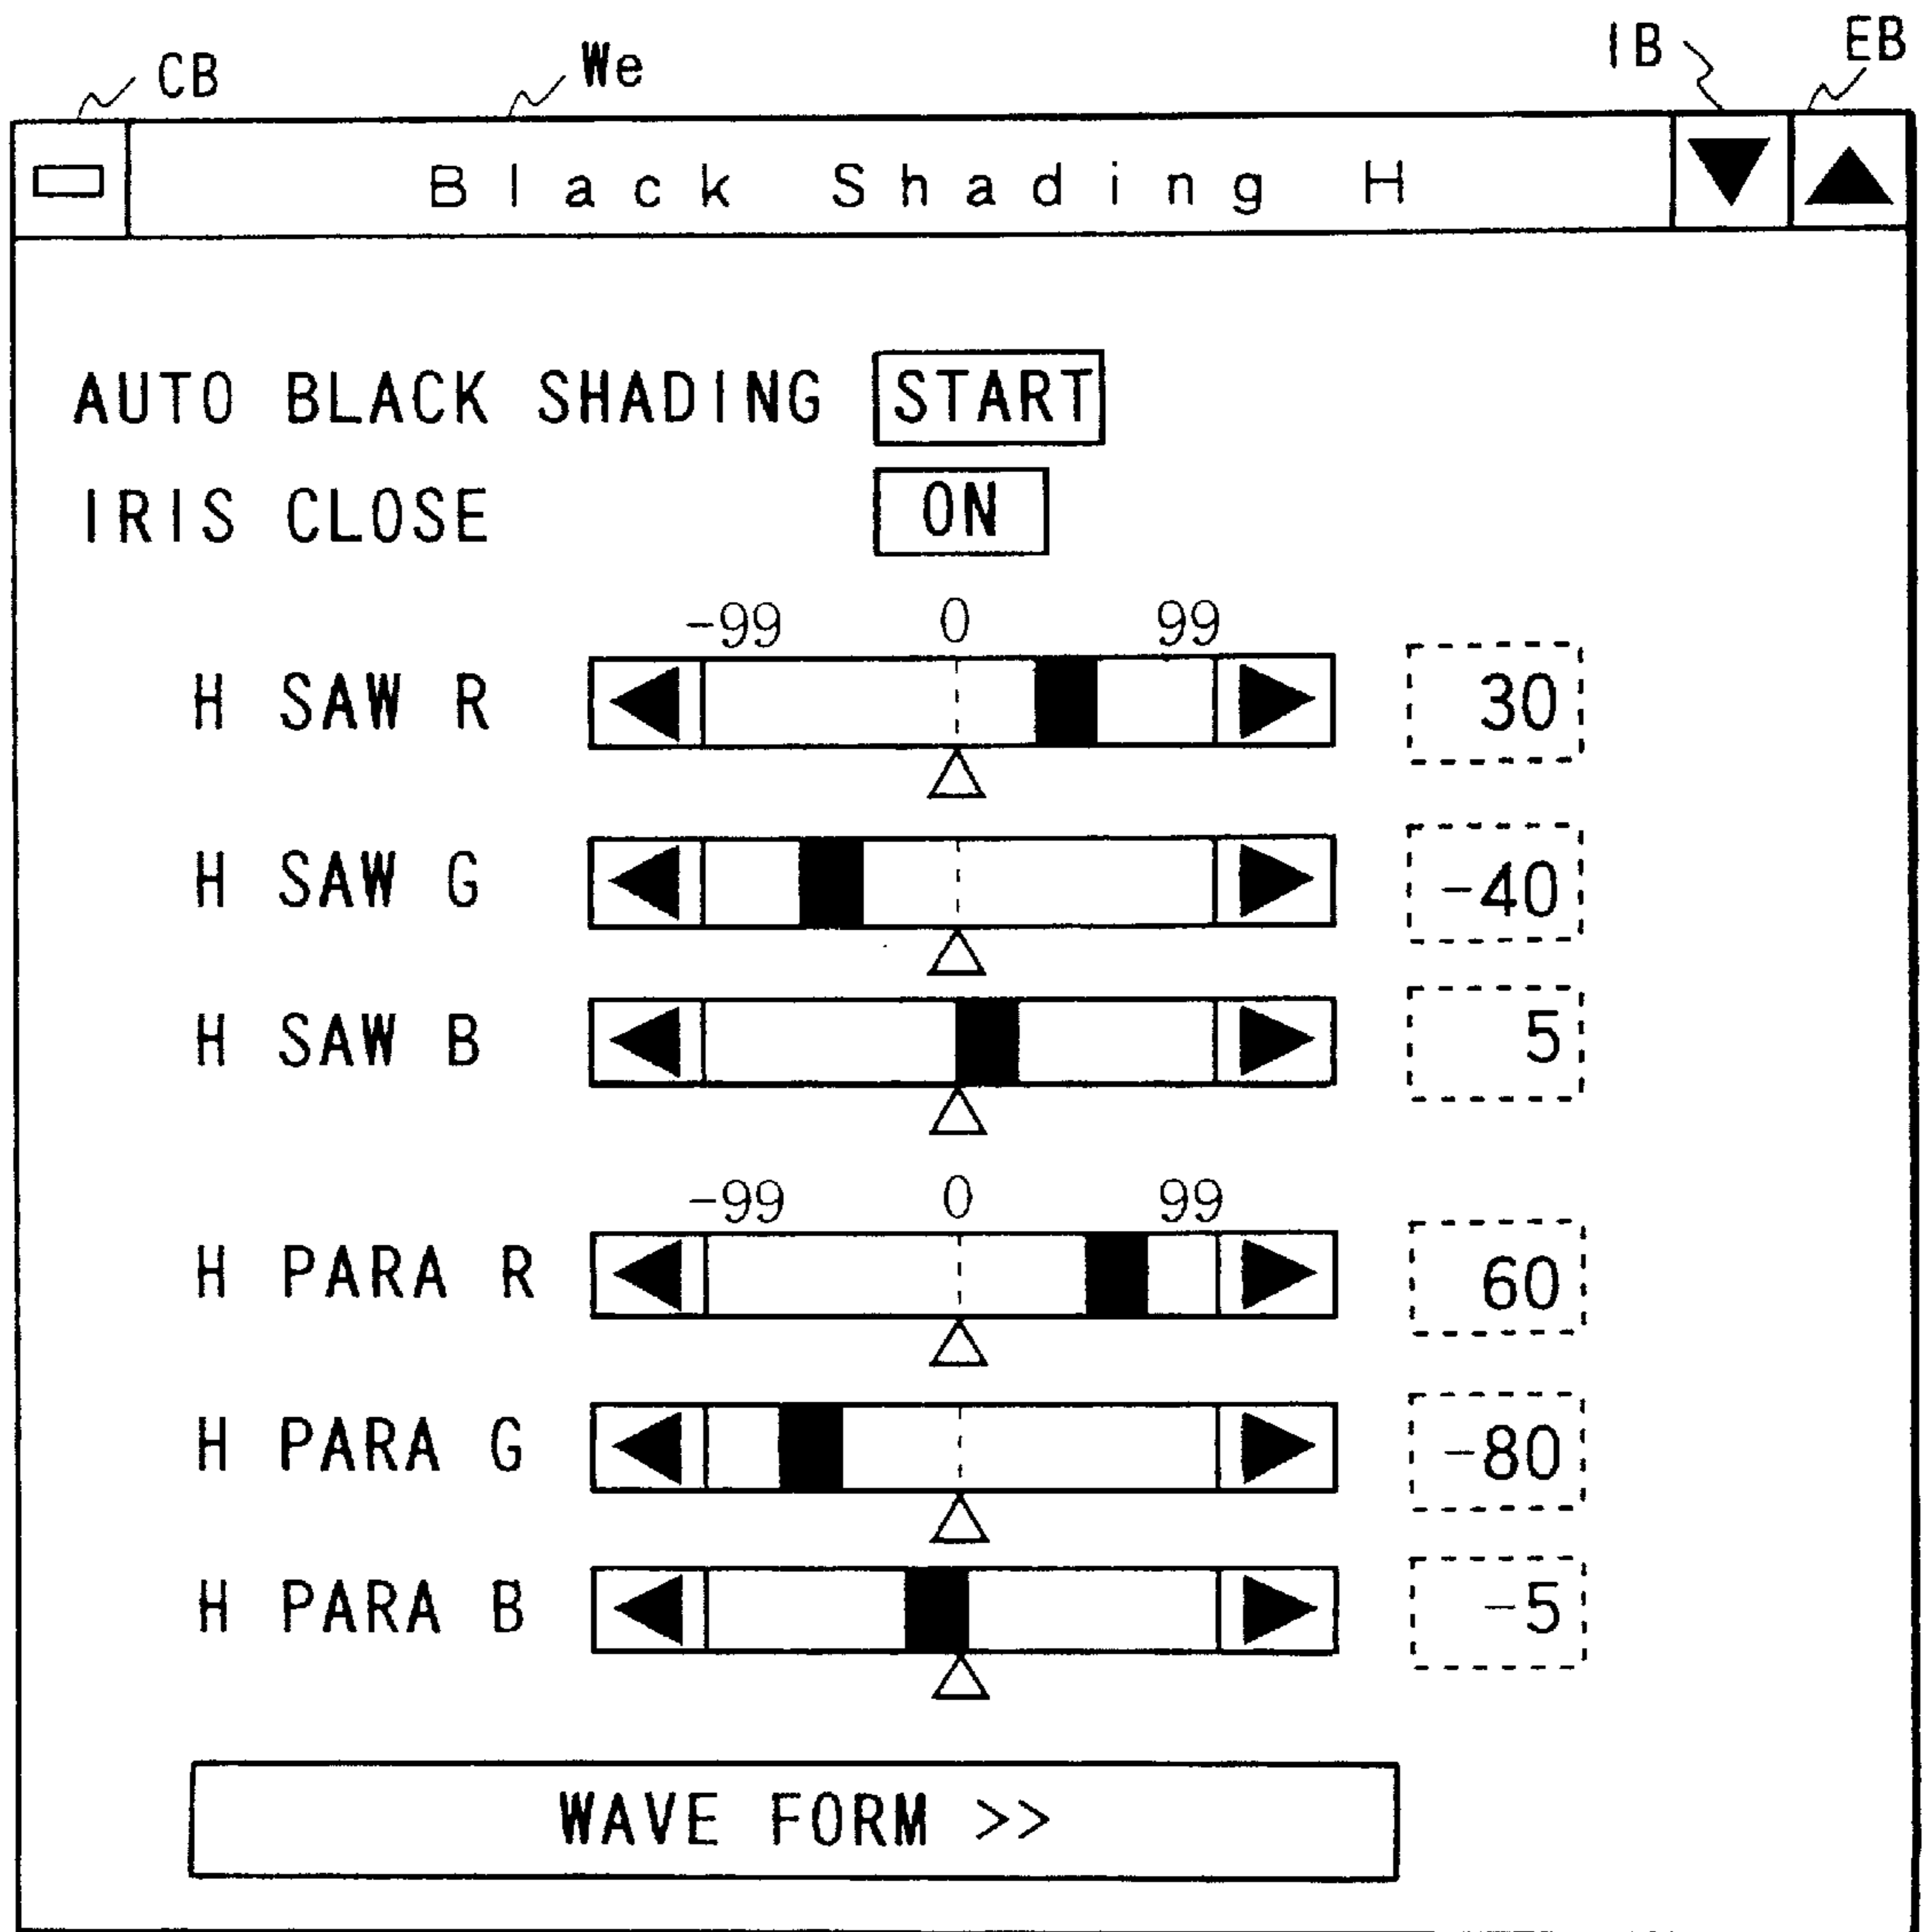 CB We IB EB
Black Shading H
AUTO BLACK SHADING START
IRIS CLOSE ON
-99 0 99
H SAW R 30
H SAW G -40
H SAW B 5
-99 0 99
H PARA R 60
H PARA G -80
H PARA B -5
WAVE FORM >>